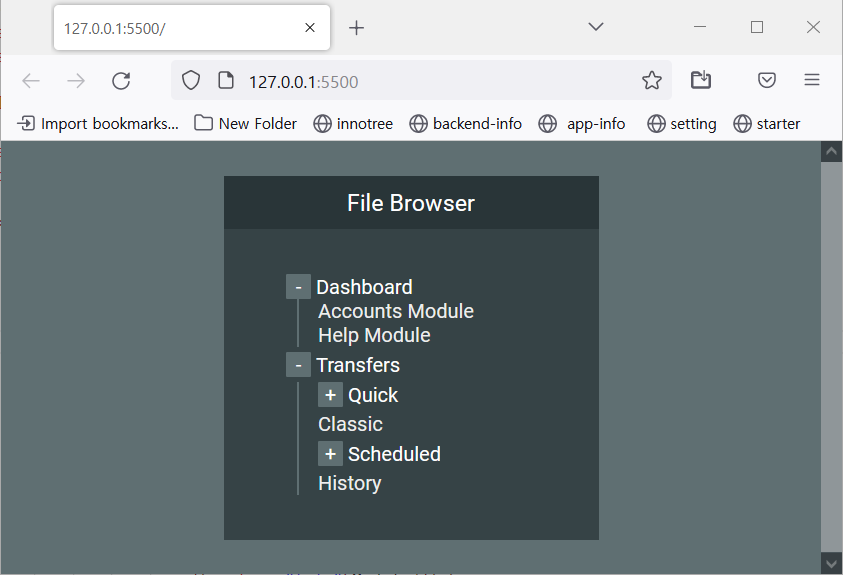 127.0.0.1:5500/
127.0.0.1:5500
Import bookmarks... New Folder innotree backend-info app-info setting starter
File Browser
- Dashboard
Accounts Module
Help Module
- Transfers
+ Quick
Classic
+ Scheduled
History